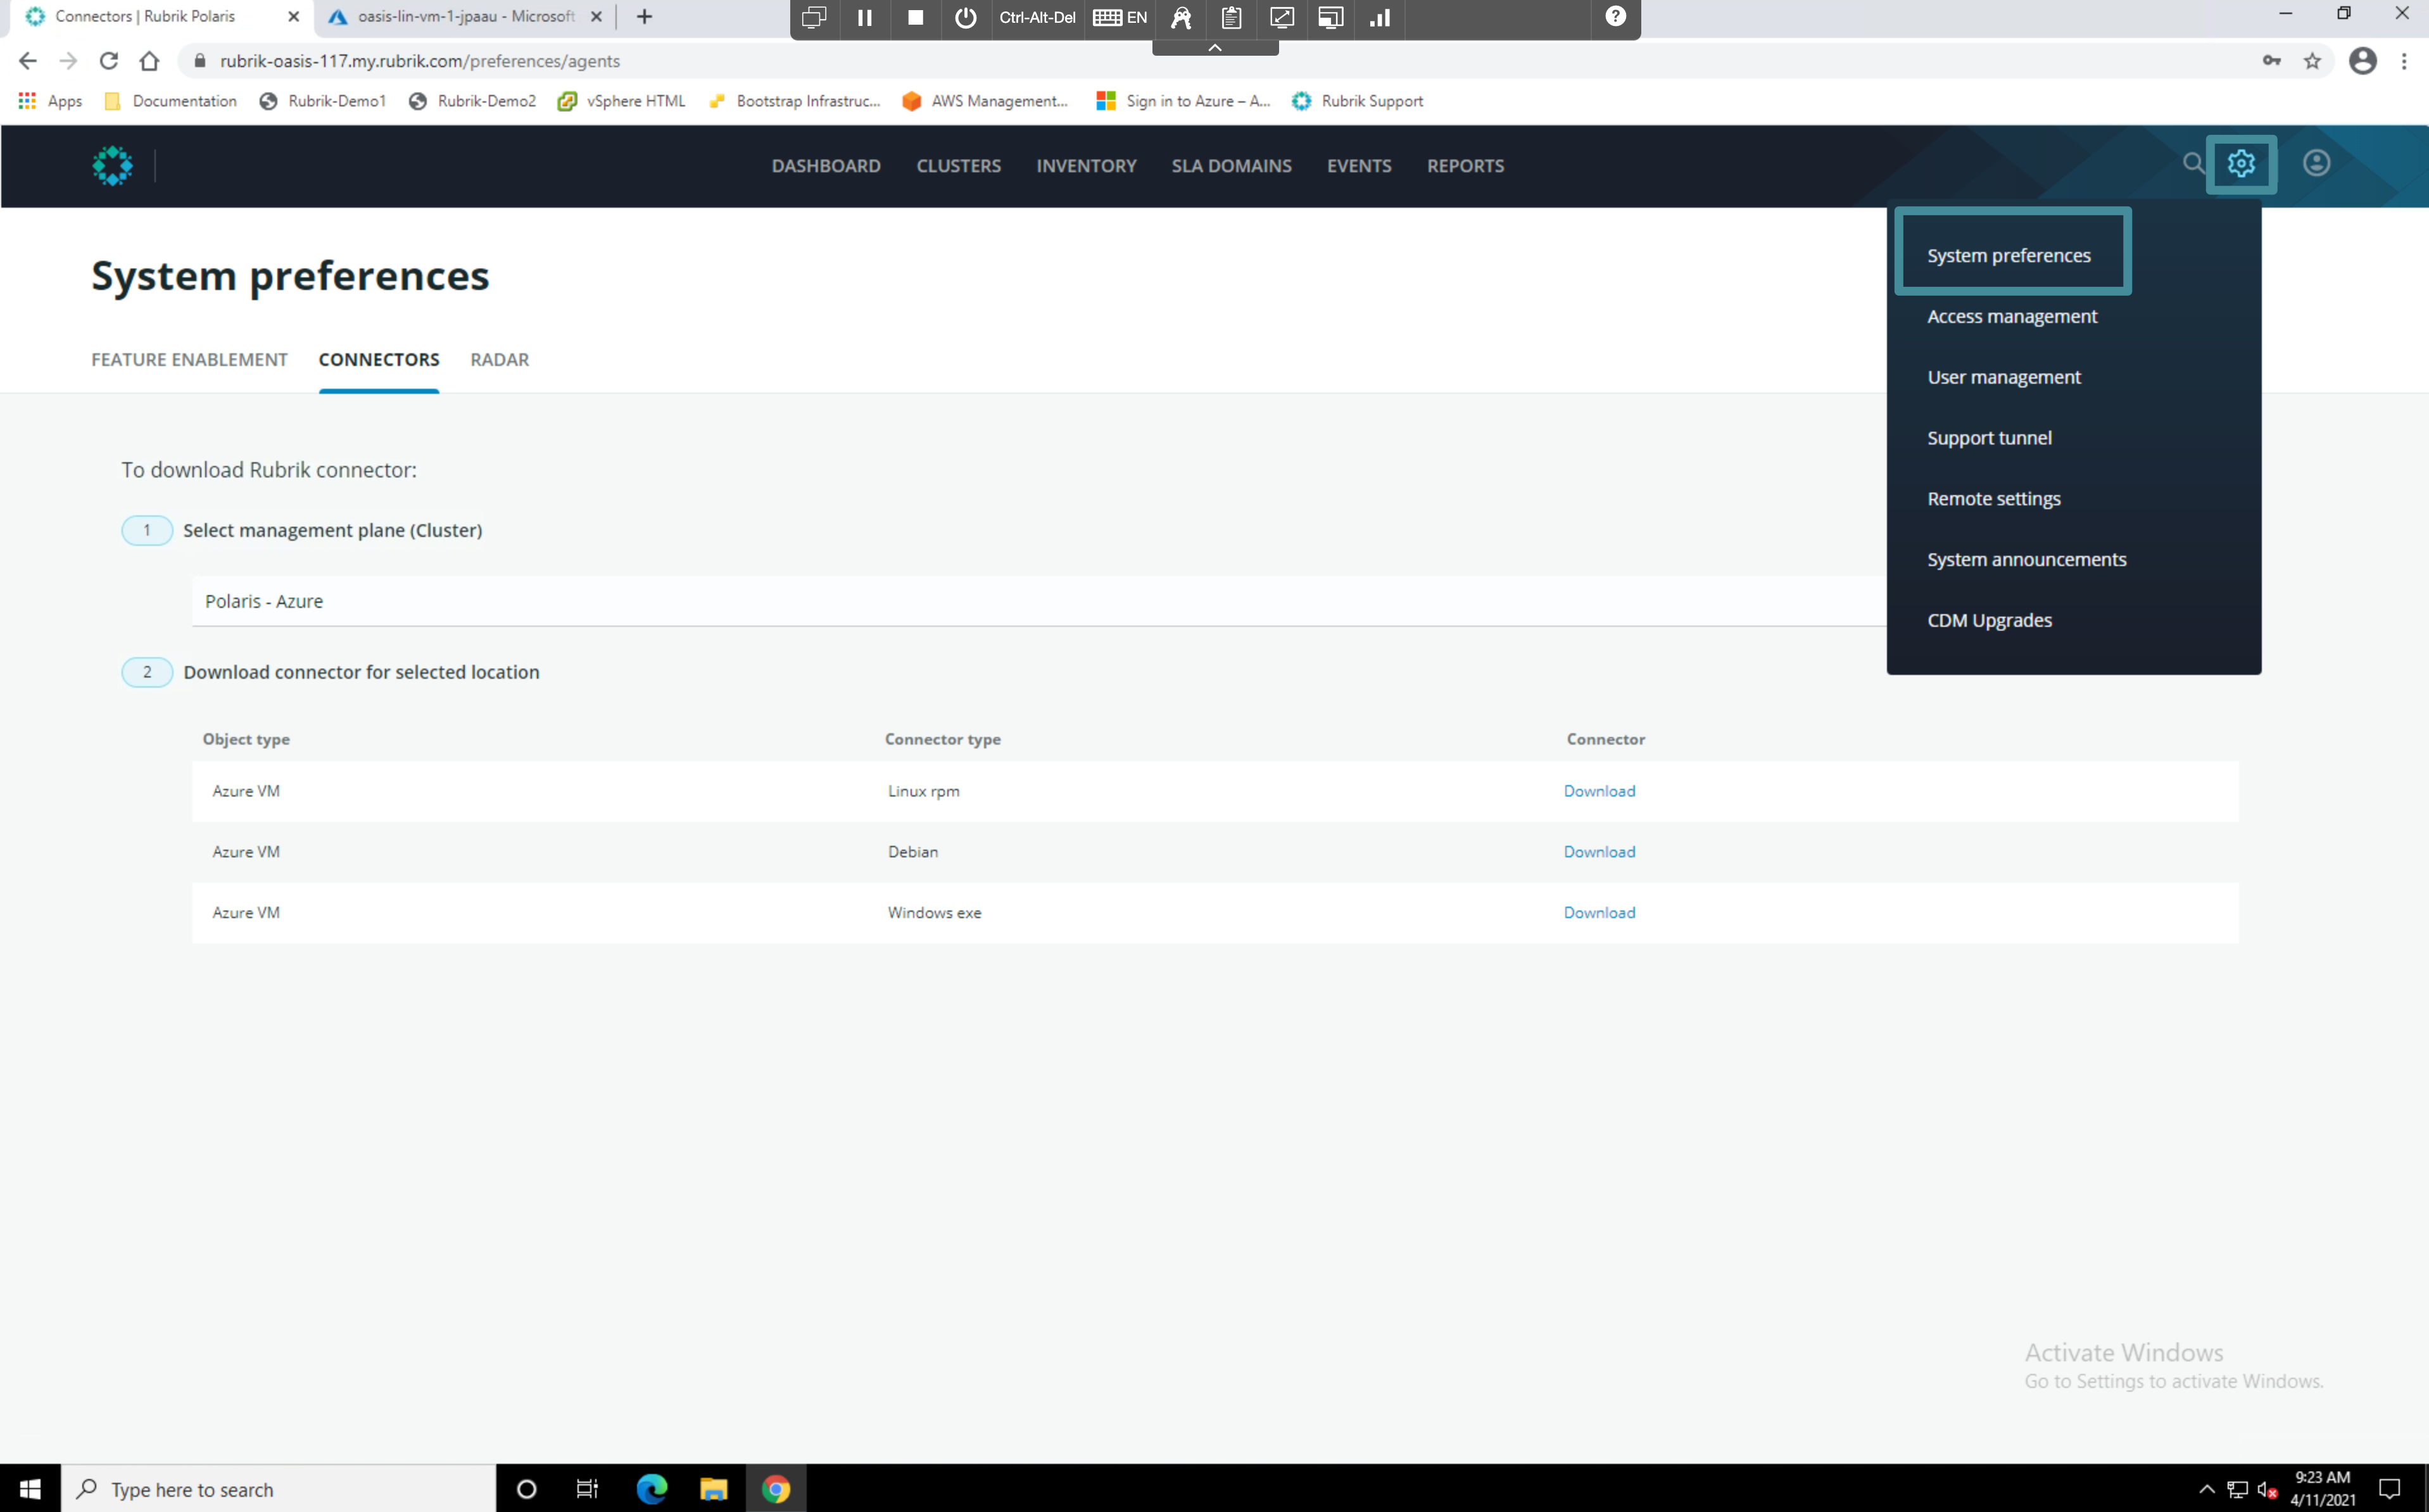 Connectors | Rubrik Polaris
oasis-lin-vm-1-jpaau - Microsoft
Ctrl-Alt-Del
EN
rubrik-oasis-117.my.rubrik.com/preferences/agents
Apps
Documentation
Rubrik-Demo1
Rubrik-Demo2
vSphere HTML
Bootstrap Infrastruc...
AWS Management...
Sign in to Azure – A...
Rubrik Support
DASHBOARD
CLUSTERS
INVENTORY
SLA DOMAINS
EVENTS
REPORTS
System preferences
FEATURE ENABLEMENT
CONNECTORS
RADAR
System preferences
Access management
User management
Support tunnel
Remote settings
System announcements
CDM Upgrades
To download Rubrik connector:
1 Select management plane (Cluster)
Polaris - Azure
2 Download connector for selected location
Object type Connector type Connector
Azure VM Linux rpm Download
Azure VM Debian Download
Azure VM Windows exe Download
Activate Windows
Go to Settings to activate Windows.
Type here to search
9:23 AM
4/11/2021